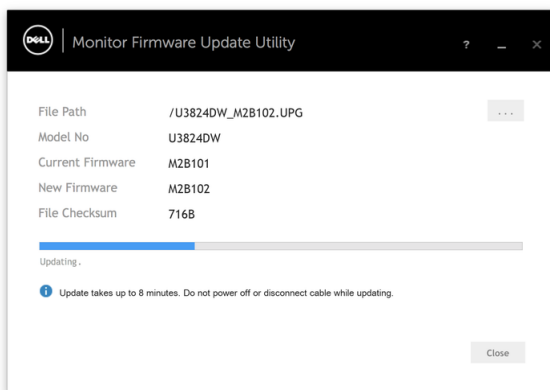 DELL Monitor Firmware Update Utility ? _ ×
File Path /U3824DW_M2B102.UPG ...
Model No U3824DW
Current Firmware M2B101
New Firmware M2B102
File Checksum 716B
Updating.
i Update takes up to 8 minutes. Do not power off or disconnect cable while updating.
Close